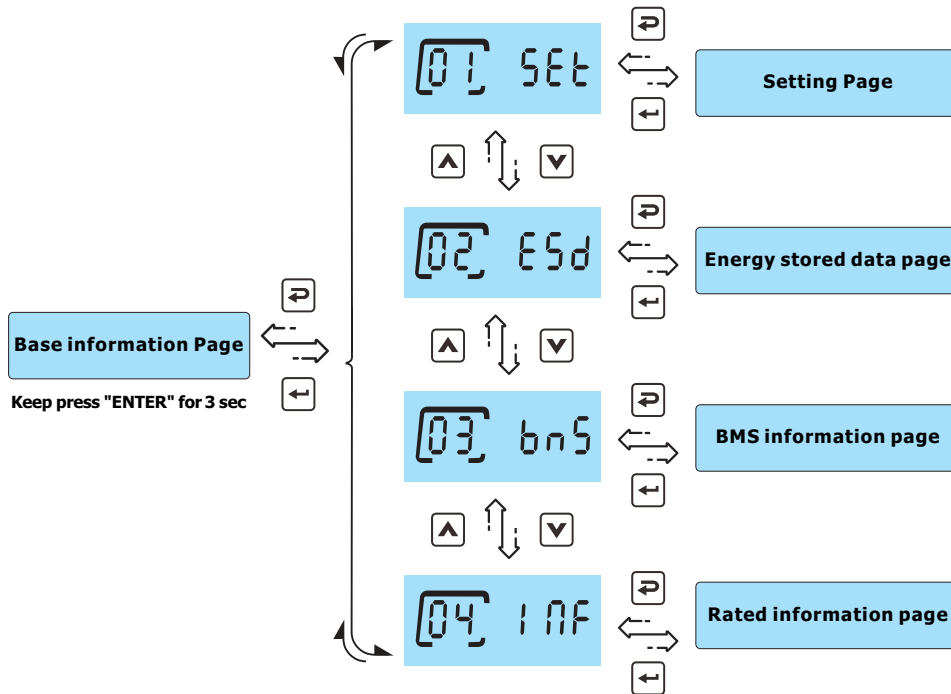 01 SEt
Setting Page
02 ESd
Energy stored data page
Base information Page
Keep press "ENTER" for 3 sec
03 bnS
BMS information page
04 INF
Rated information page